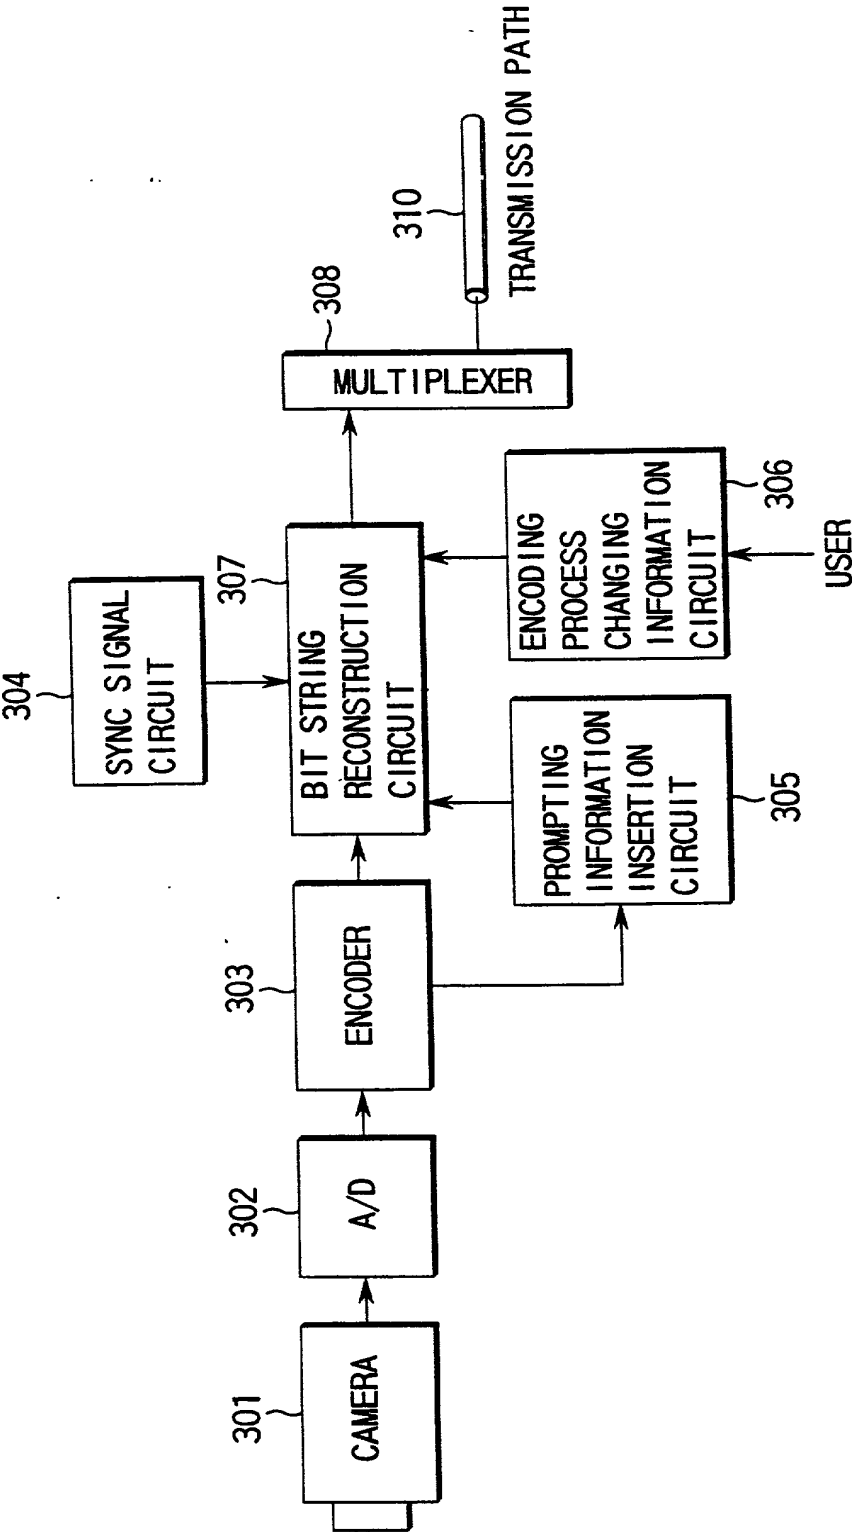 301
CAMERA
302
A/D
303
ENCODER
304
SYNC SIGNAL
CIRCUIT
307
BIT STRING
RECONSTRUCTION
CIRCUIT
305
PROMPTING
INFORMATION
INSERTION
CIRCUIT
306
ENCODING
PROCESS
CHANGING
INFORMATION
CIRCUIT
USER
308
MULTIPLEXER
310
TRANSMISSION PATH